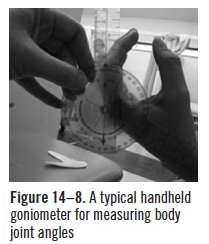 Figure 14–8. A typical handheld
goniometer for measuring body
joint angles